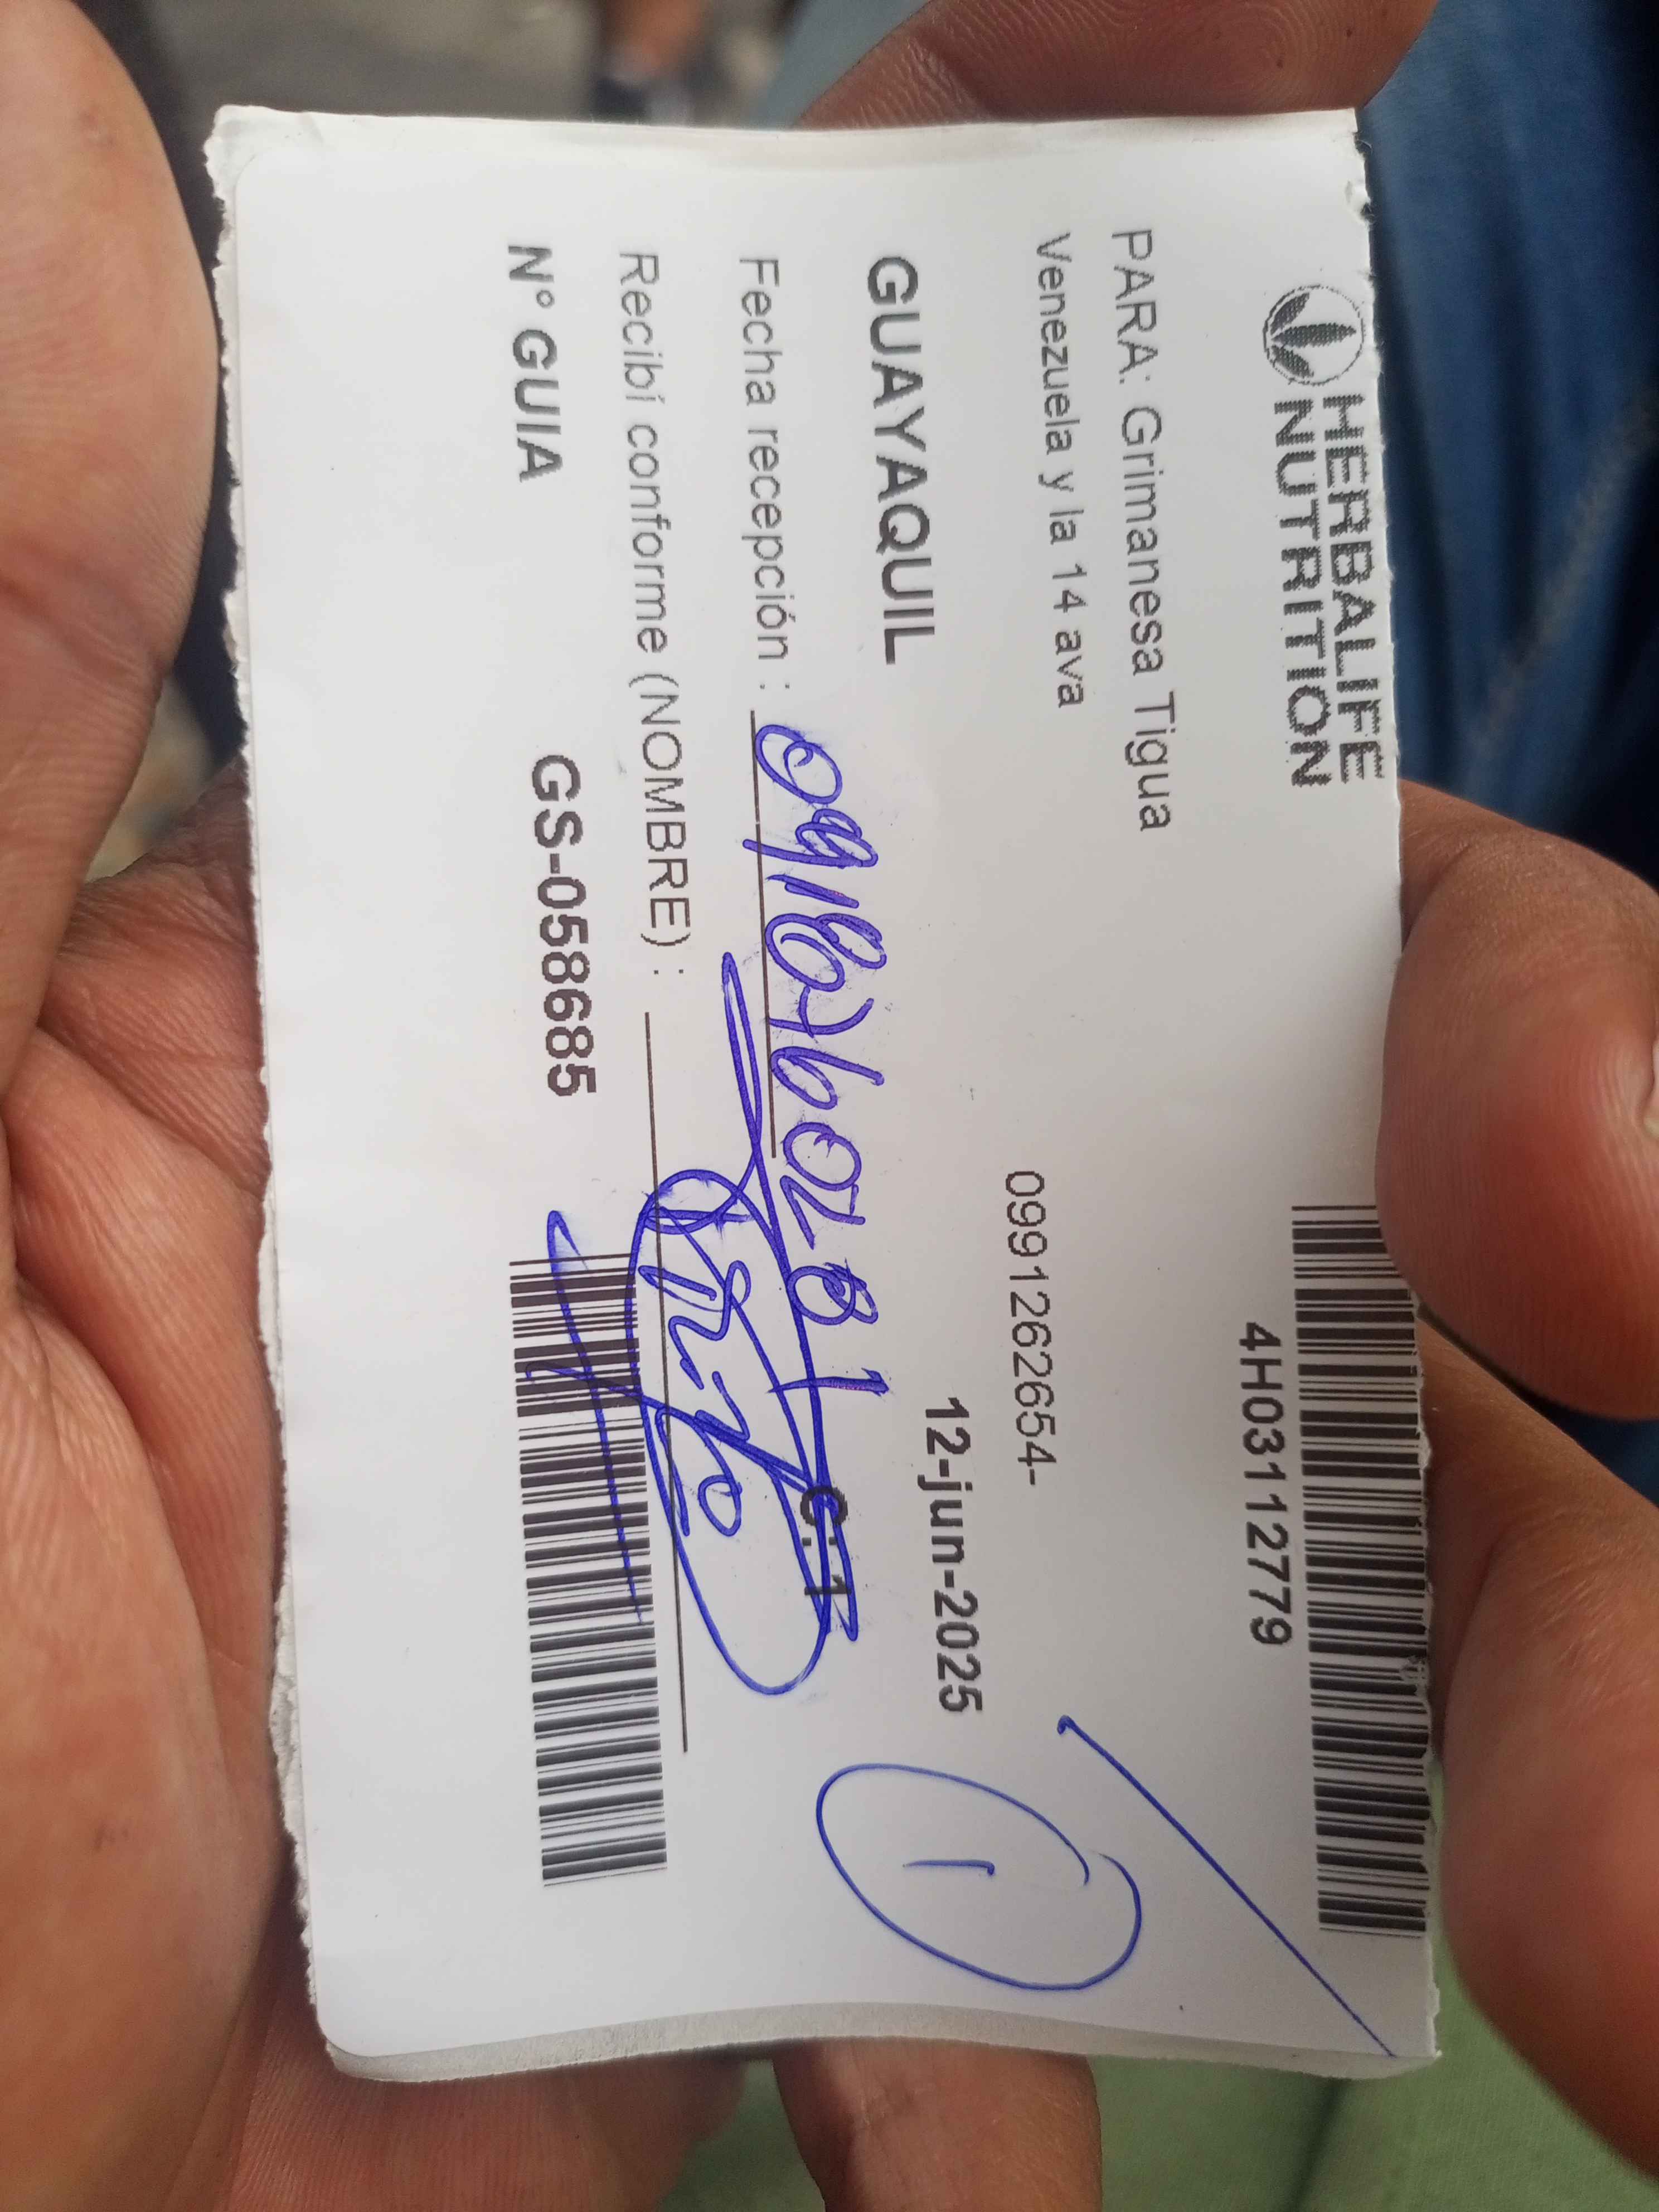 HERBALIFE
NUTRITION
4H03112779
PARA: Grimanesa Tigua
Venezuela y la 14 ava
0991262654-
GUAYAQUIL
12-jun-2025
1
Fecha recepción :
C: 1
Recibí conforme (NOMBRE) :
N° GUIA
GS-058685